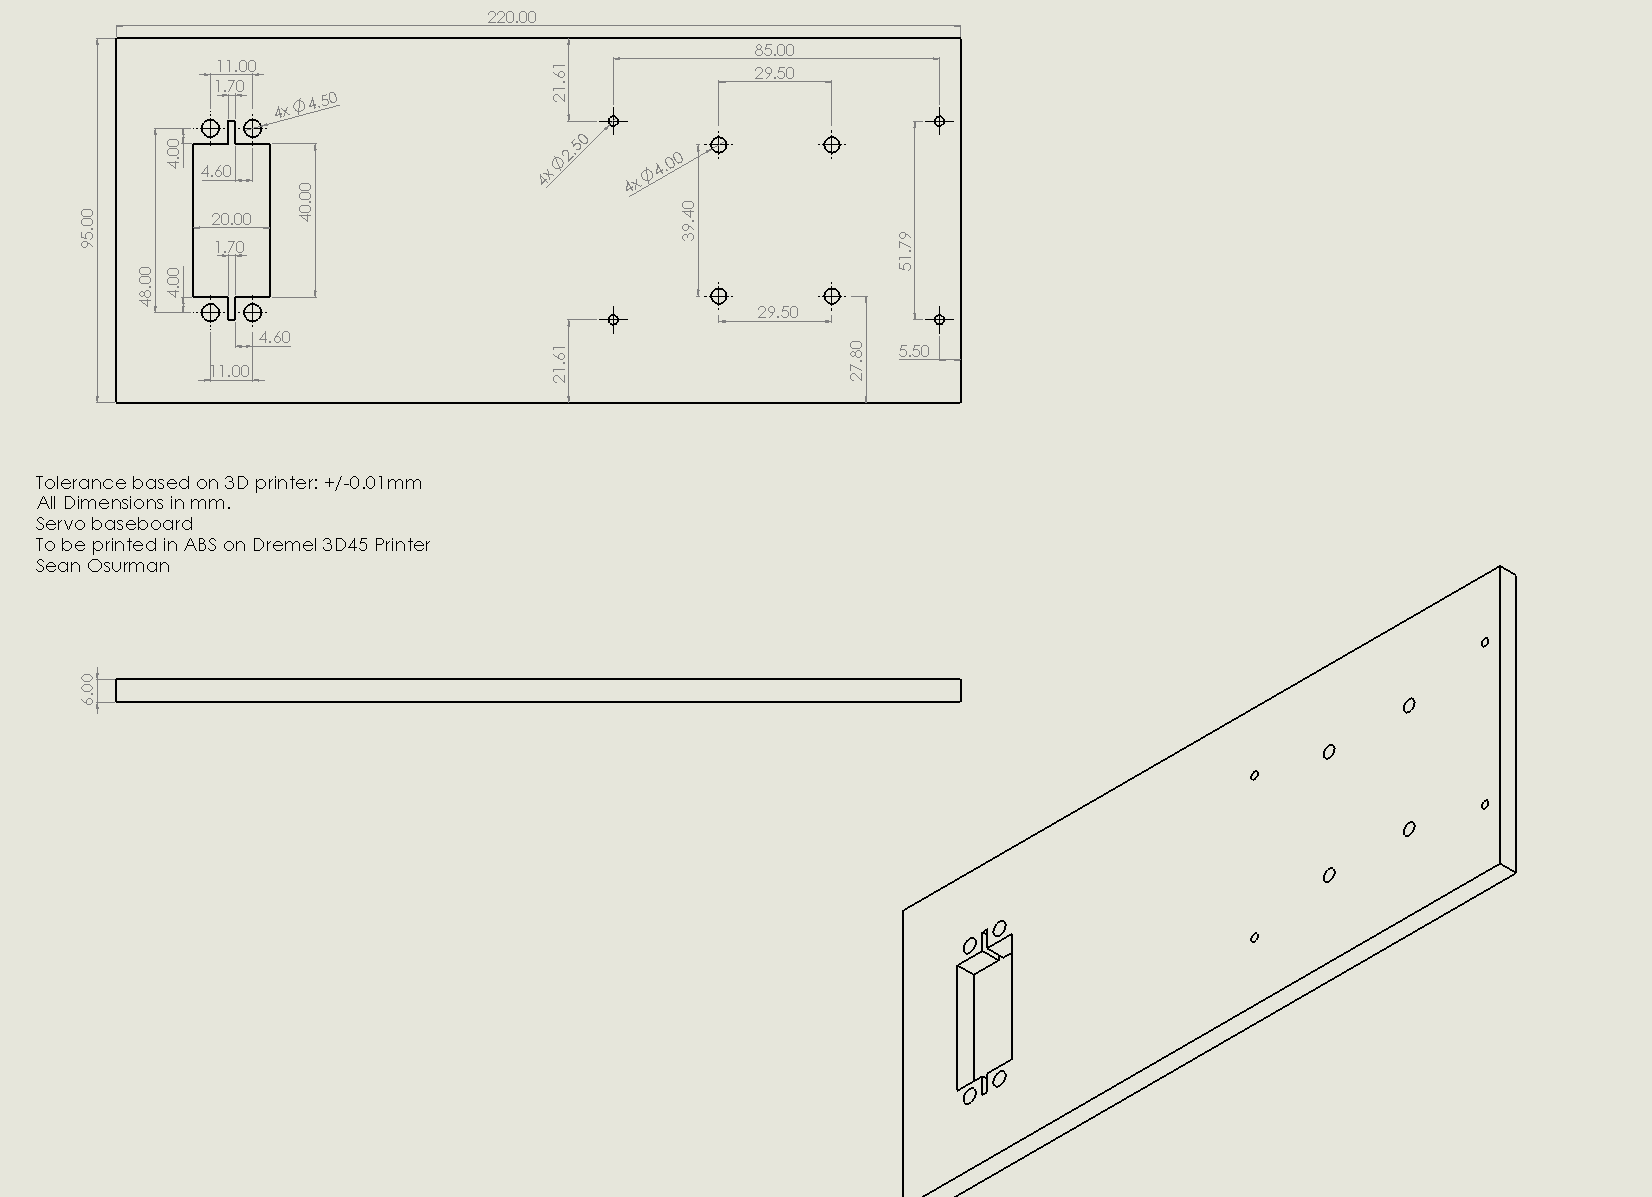 220.00
85.00
11.00
29.50
1.70
21.61
4x Ø4.50
4.00
4x Ø2.50
4x Ø4.00
4.60
40.00
95.00
20.00
39.40
51.79
1.70
48.00
4.00
29.50
4.60
5.50
21.61
27.80
11.00
Tolerance based on 3D printer: +/-0.01mm
All Dimensions in mm.
Servo baseboard
To be printed in ABS on Dremel 3D45 Printer
Sean Osurman
6.00